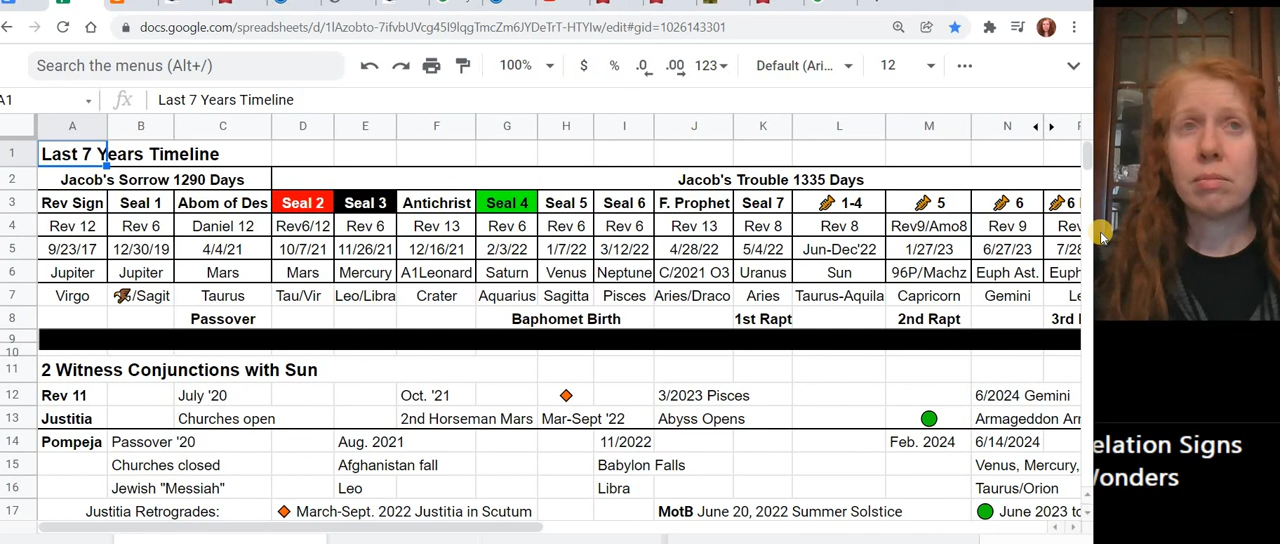 docs.google.com/spreadsheets/d/1lAzobto-7ifvbUVcg45I9lqgTmcZm6JYDeTrT-HTYIw/edit#gid=1026143301
Search the menus (Alt+/) 100% $ % .0 .00 123 Default (Ari... 12
A1 fx Last 7 Years Timeline
A B C D E F G H I J K L M N
1 Last 7 Years Timeline
2 Jacob's Sorrow 1290 Days Jacob's Trouble 1335 Days
3 Rev Sign Seal 1 Abom of Des Seal 2 Seal 3 Antichrist Seal 4 Seal 5 Seal 6 F. Prophet Seal 7 1-4 5 6 6
4 Rev 12 Rev 6 Daniel 12 Rev6/12 Rev 6 Rev 13 Rev 6 Rev 6 Rev 6 Rev 13 Rev 8 Rev 8 Rev9/Amo8 Rev 9 Rev
5 9/23/17 12/30/19 4/4/21 10/7/21 11/26/21 12/16/21 2/3/22 1/7/22 3/12/22 4/28/22 5/4/22 Jun-Dec'22 1/27/23 6/27/23 7/28
6 Jupiter Jupiter Mars Mars Mercury A1Leonard Saturn Venus Neptune C/2021 O3 Uranus Sun 96P/Machz Euph Ast. Euph
7 Virgo /Sagit Taurus Tau/Vir Leo/Libra Crater Aquarius Sagitta Pisces Aries/Draco Aries Taurus-Aquila Capricorn Gemini Le
8 Passover Baphomet Birth 1st Rapt 2nd Rapt 3rd
9
10
11 2 Witness Conjunctions with Sun
12 Rev 11 July '20 Oct. '21 3/2023 Pisces 6/2024 Gemini
13 Justitia Churches open 2nd Horseman Mars Mar-Sept '22 Abyss Opens Armageddon Arm
14 Pompeja Passover '20 Aug. 2021 11/2022 Feb. 2024 6/14/2024
15 Churches closed Afghanistan fall Babylon Falls Venus, Mercury,
16 Jewish "Messiah" Leo Libra Taurus/Orion
17 Justitia Retrogrades: March-Sept. 2022 Justitia in Scutum MotB June 20, 2022 Summer Solstice June 2023 to
elation Signs
Wonders